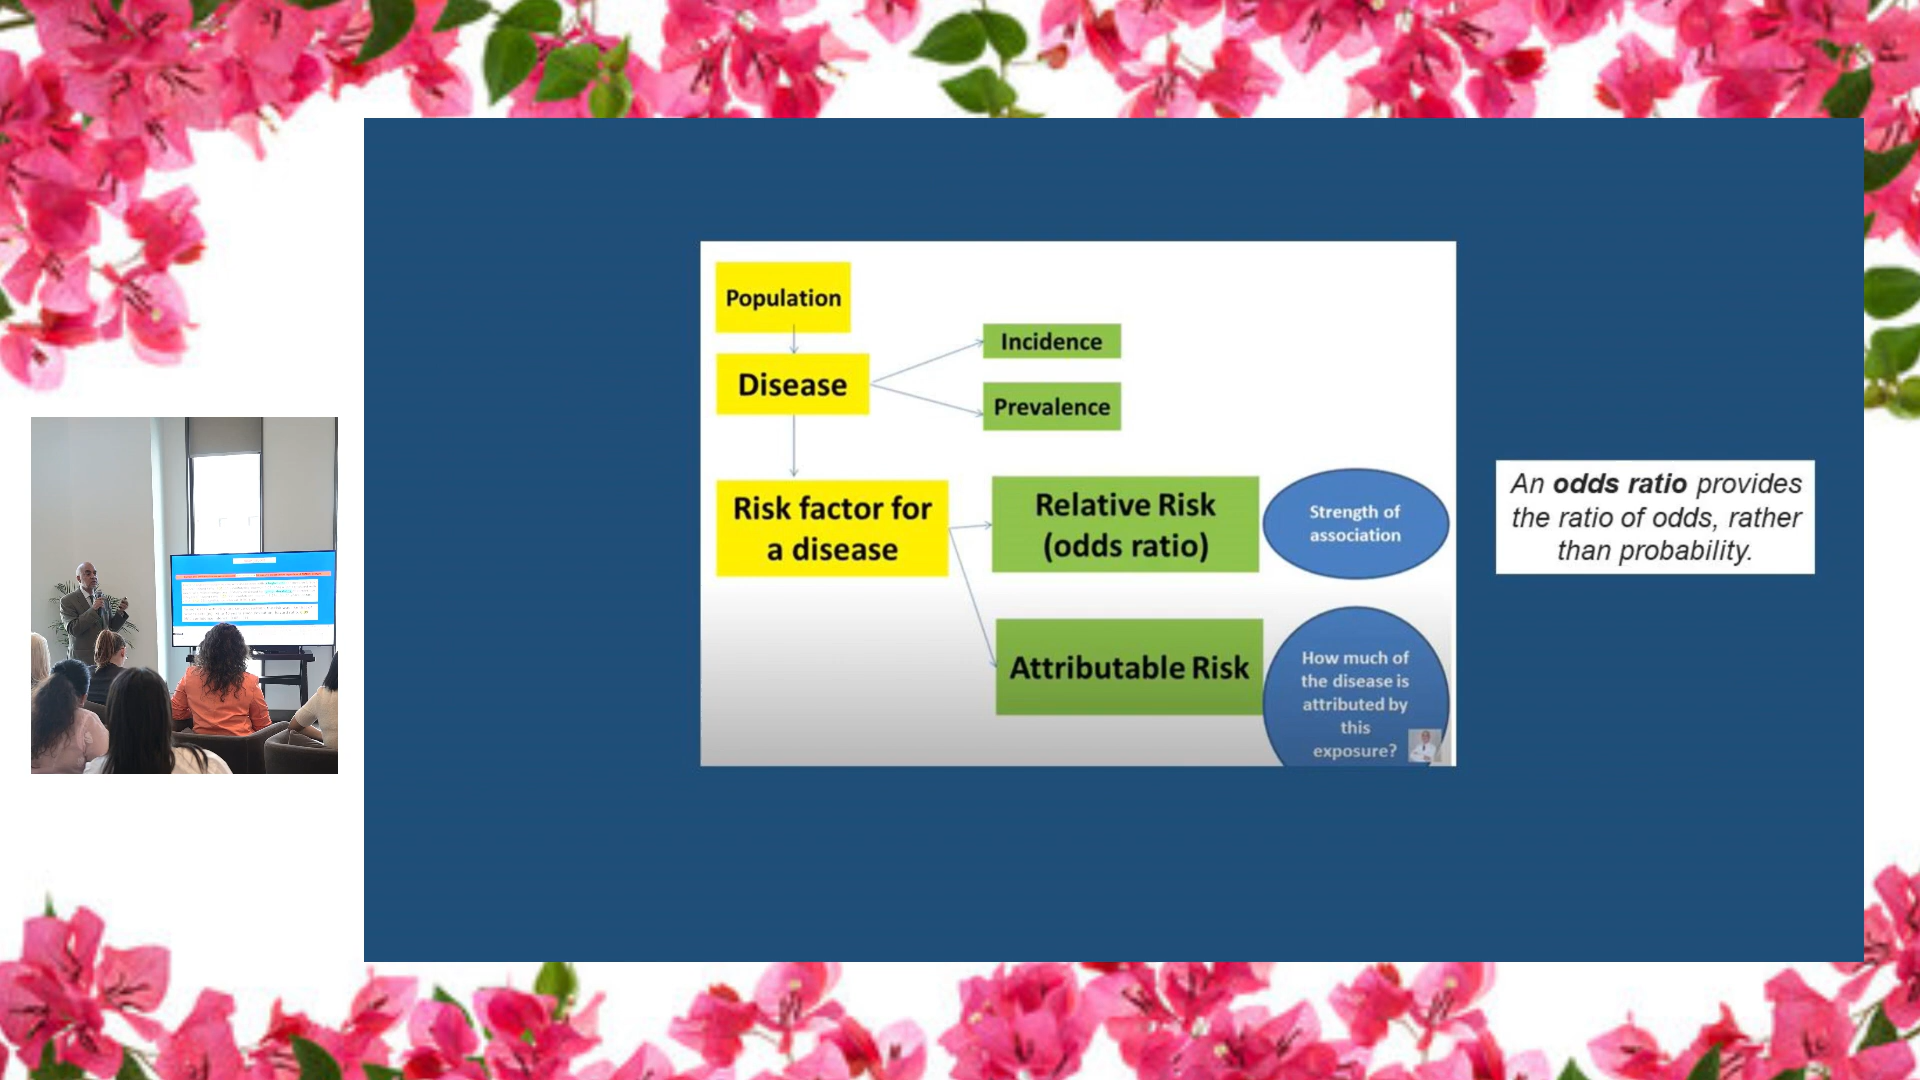 Population
Disease
Incidence
Prevalence
Risk factor for
a disease
Relative Risk
(odds ratio)
Strength of
association
Attributable Risk
How much of
the disease is
attributed by
this
exposure?
An odds ratio provides
the ratio of odds, rather
than probability.